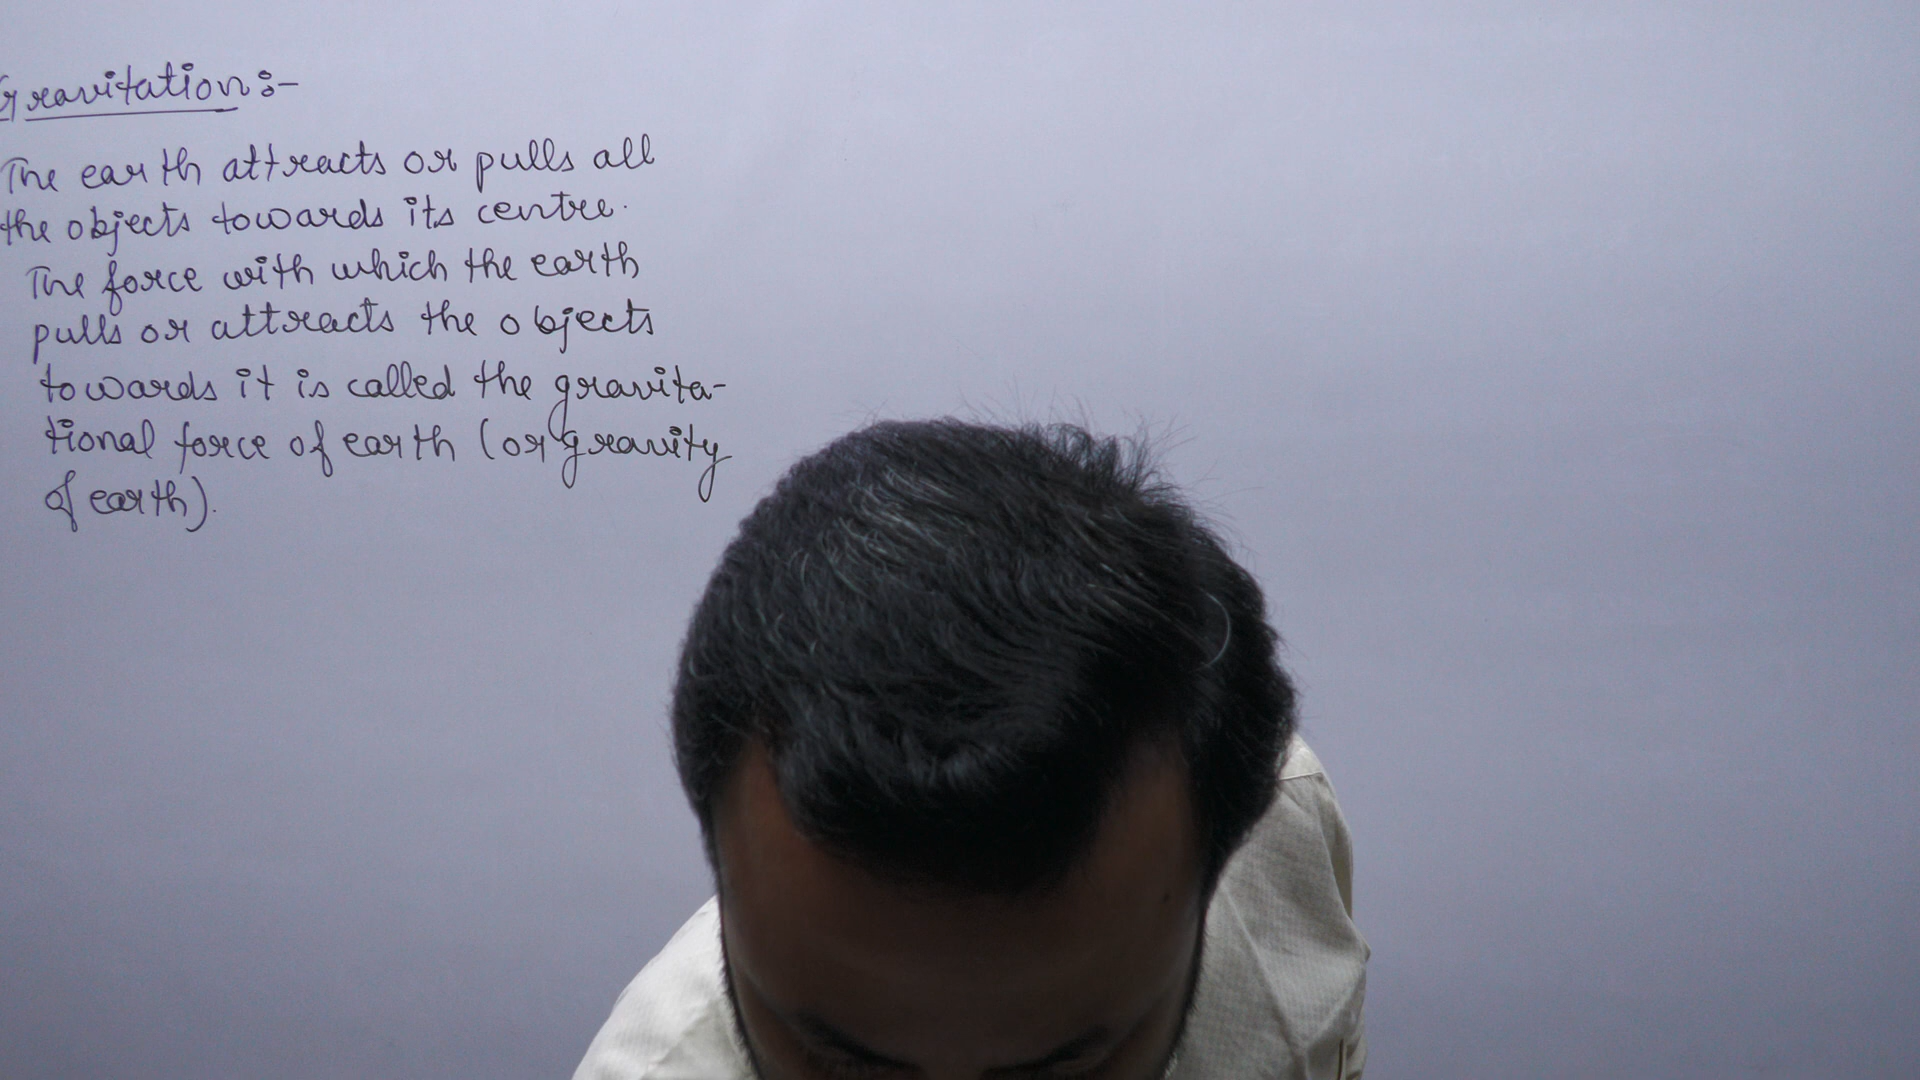 Gravitation:-
The earth attracts or pulls all
the objects towards its centre.
The force with which the earth
pulls or attracts the objects
towards it is called the gravita-
tional force of earth (or gravity
of earth).